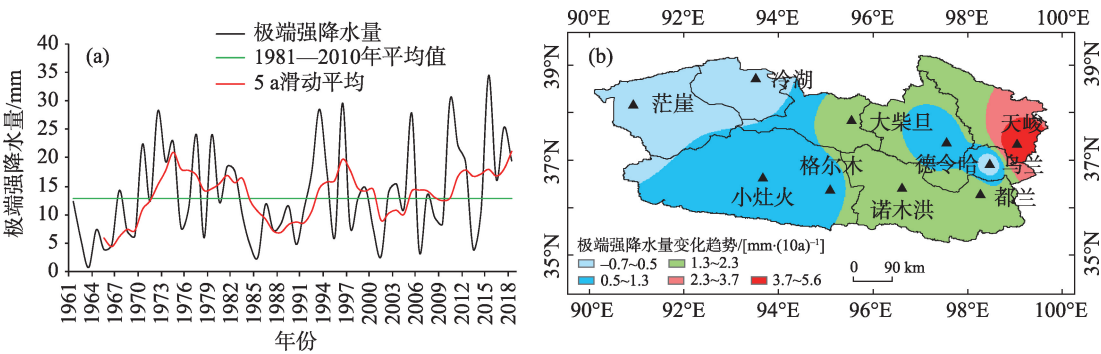 (a)
极端强降水量
1981—2010年平均值
5 a滑动平均
极端强降水量/mm
40
35
30
25
20
15
10
5
0
1961
1964
1967
1970
1973
1976
1979
1982
1985
1988
1991
1994
1997
2000
2003
2006
2009
2012
2015
2018
年份
90°E
92°E
94°E
96°E
98°E
100°E
39°N
37°N
35°N
(b)
冷湖
茫崖
大柴旦
天峻
格尔木
德令哈
乌兰
小灶火
诺木洪
都兰
极端强降水量变化趋势/[mm·(10a)⁻¹]
–0.7~0.5
1.3~2.3
0.5~1.3
2.3~3.7
3.7~5.6
0
90 km
39°N
37°N
35°N
90°E
92°E
94°E
96°E
98°E
100°E